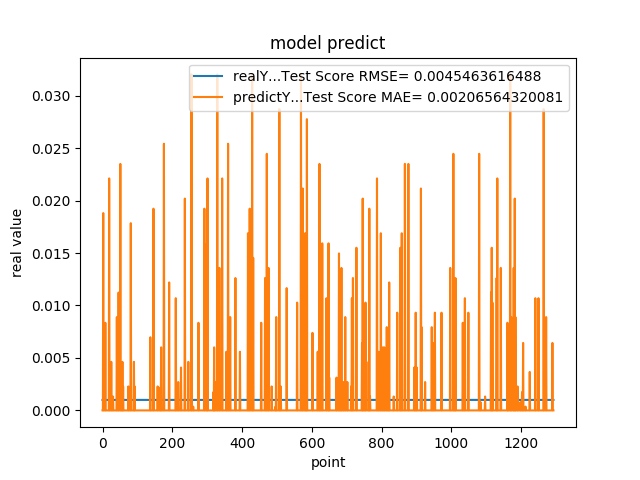 model predict
realY...Test Score RMSE= 0.0045463616488
predictY...Test Score MAE= 0.00206564320081
0.030
0.025
0.020
0.015
0.010
0.005
0.000
real value
0 200 400 600 800 1000 1200
point